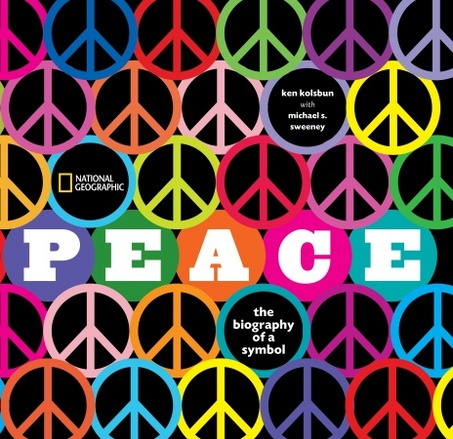 ken kolsbun
with
michael s.
sweeney
NATIONAL
GEOGRAPHIC
PEACE
the
biography
of a
symbol